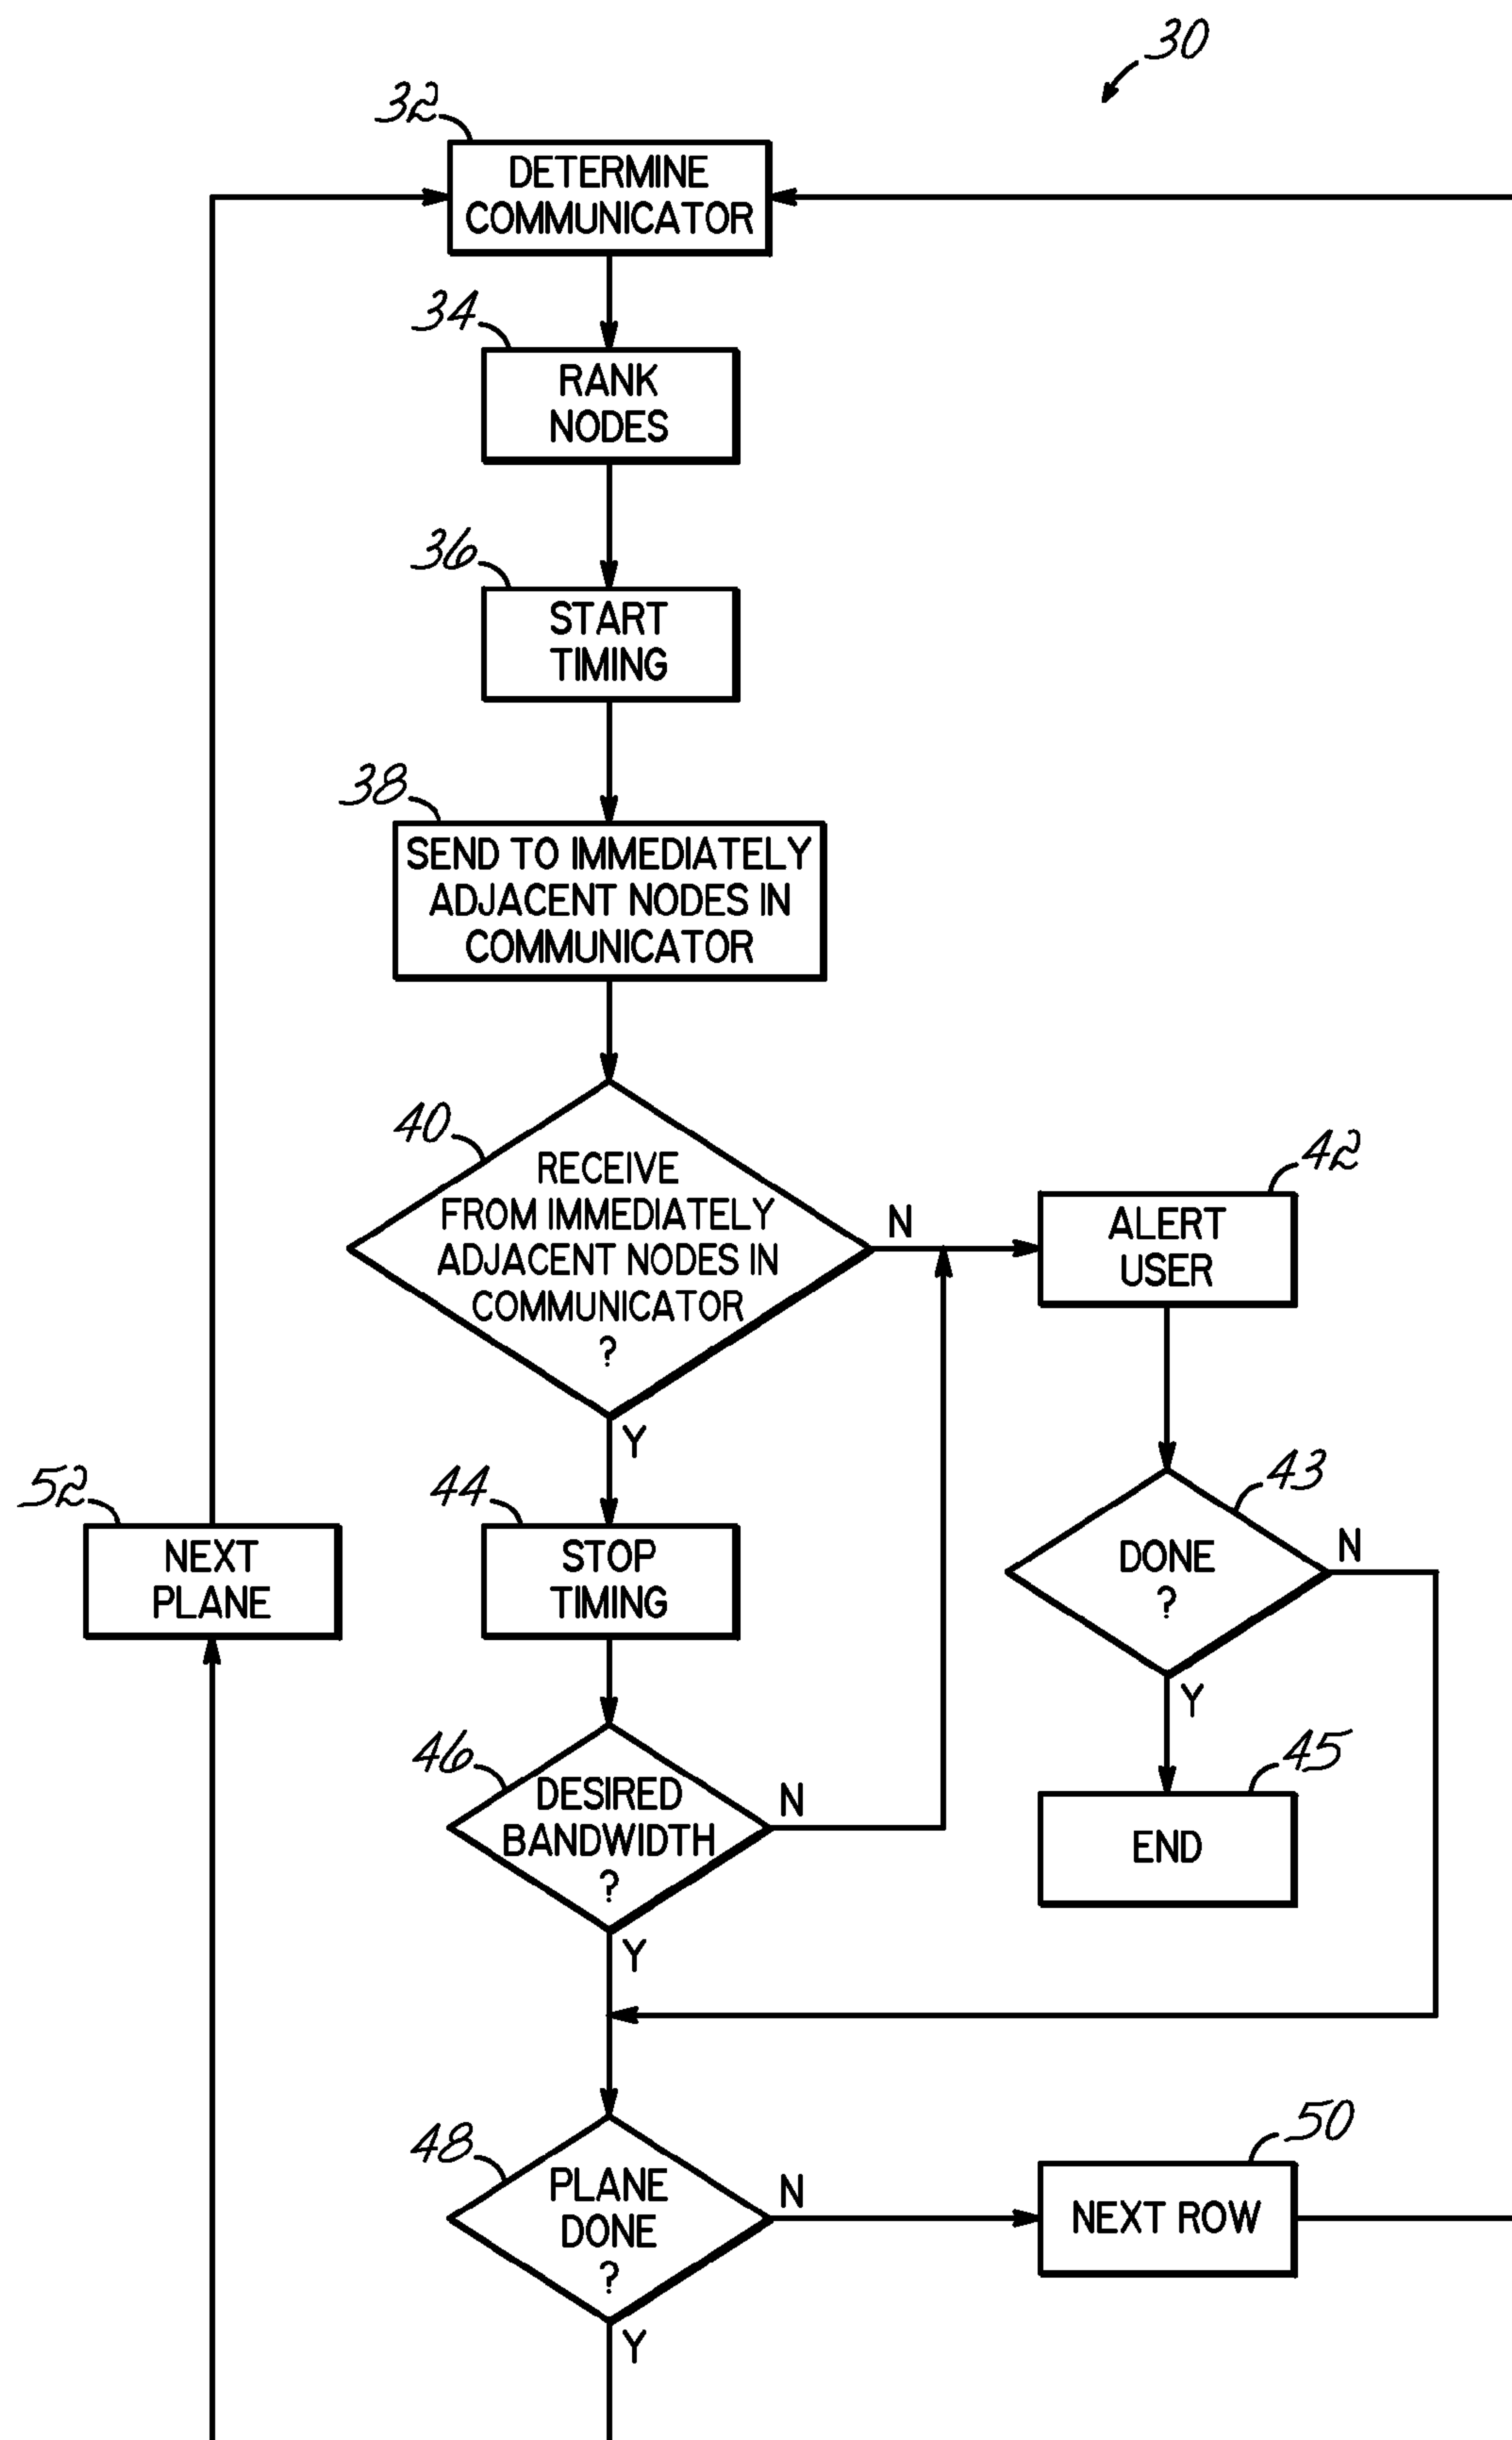 30
32
DETERMINE
COMMUNICATOR
34
RANK
NODES
36
START
TIMING
38
SEND TO IMMEDIATELY
ADJACENT NODES IN
COMMUNICATOR
40
RECEIVE
FROM IMMEDIATELY
ADJACENT NODES IN
COMMUNICATOR
?
N
Y
42
ALERT
USER
43
DONE
?
N
Y
45
END
52
NEXT
PLANE
44
STOP
TIMING
46
DESIRED
BANDWIDTH
?
N
Y
48
PLANE
DONE
?
N
Y
50
NEXT ROW